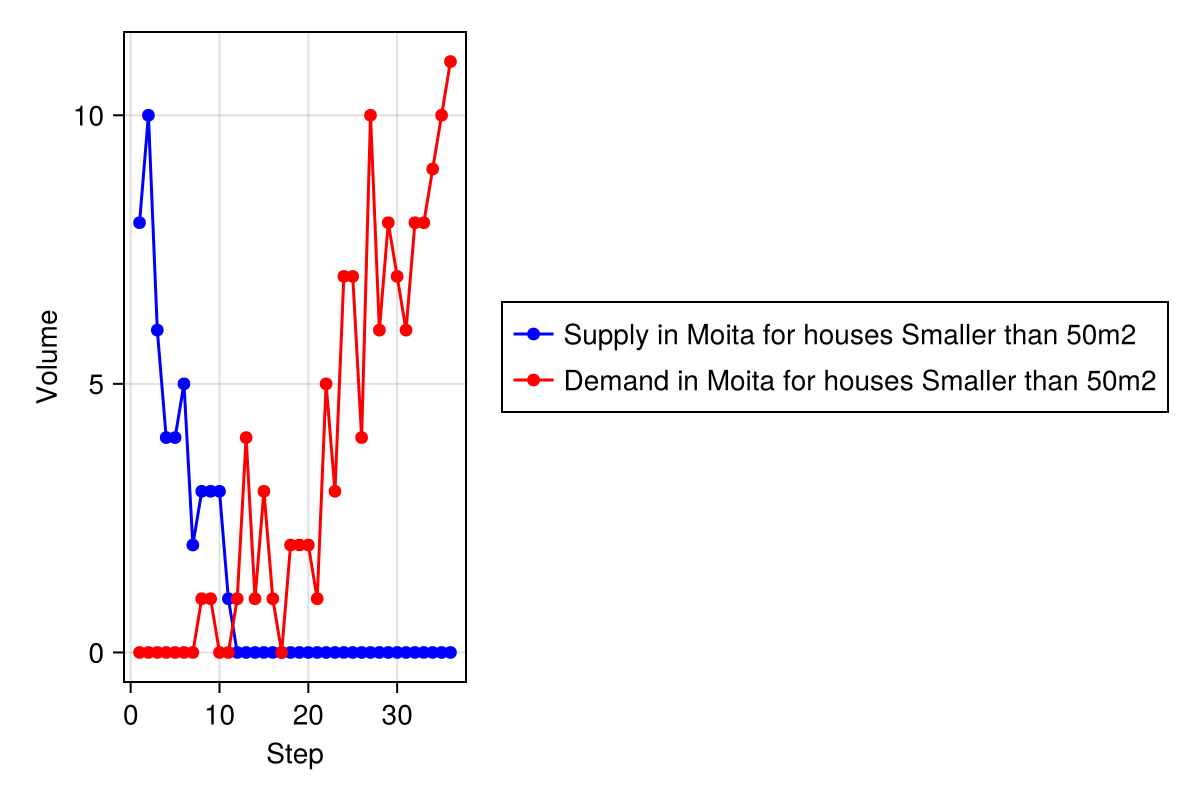 10
5
0
Volume
0 10 20 30
Step
Supply in Moita for houses Smaller than 50m2
Demand in Moita for houses Smaller than 50m2